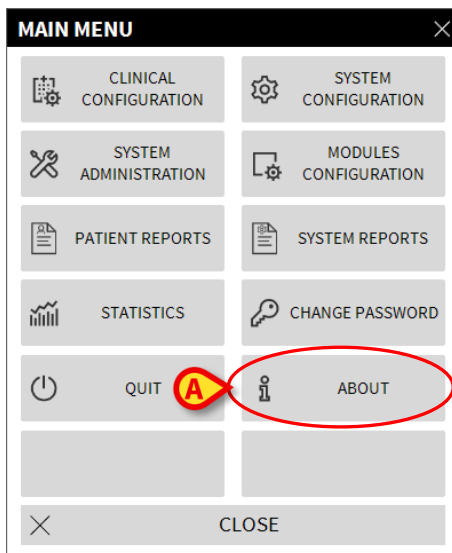 MAIN MENU
CLINICAL
CONFIGURATION
SYSTEM
CONFIGURATION
SYSTEM
ADMINISTRATION
MODULES
CONFIGURATION
PATIENT REPORTS
SYSTEM REPORTS
STATISTICS
CHANGE PASSWORD
QUIT
A
ABOUT
CLOSE